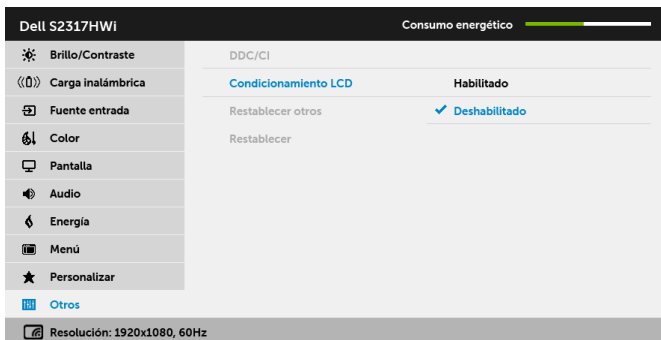 Dell S2317HWi Consumo energético
Brillo/Contraste DDC/CI
Carga inalámbrica Condicionamiento LCD Habilitado
Fuente entrada Restablecer otros Deshabilitado
Color Restablecer
Pantalla
Audio
Energía
Menú
Personalizar
Otros
Resolución: 1920x1080, 60Hz